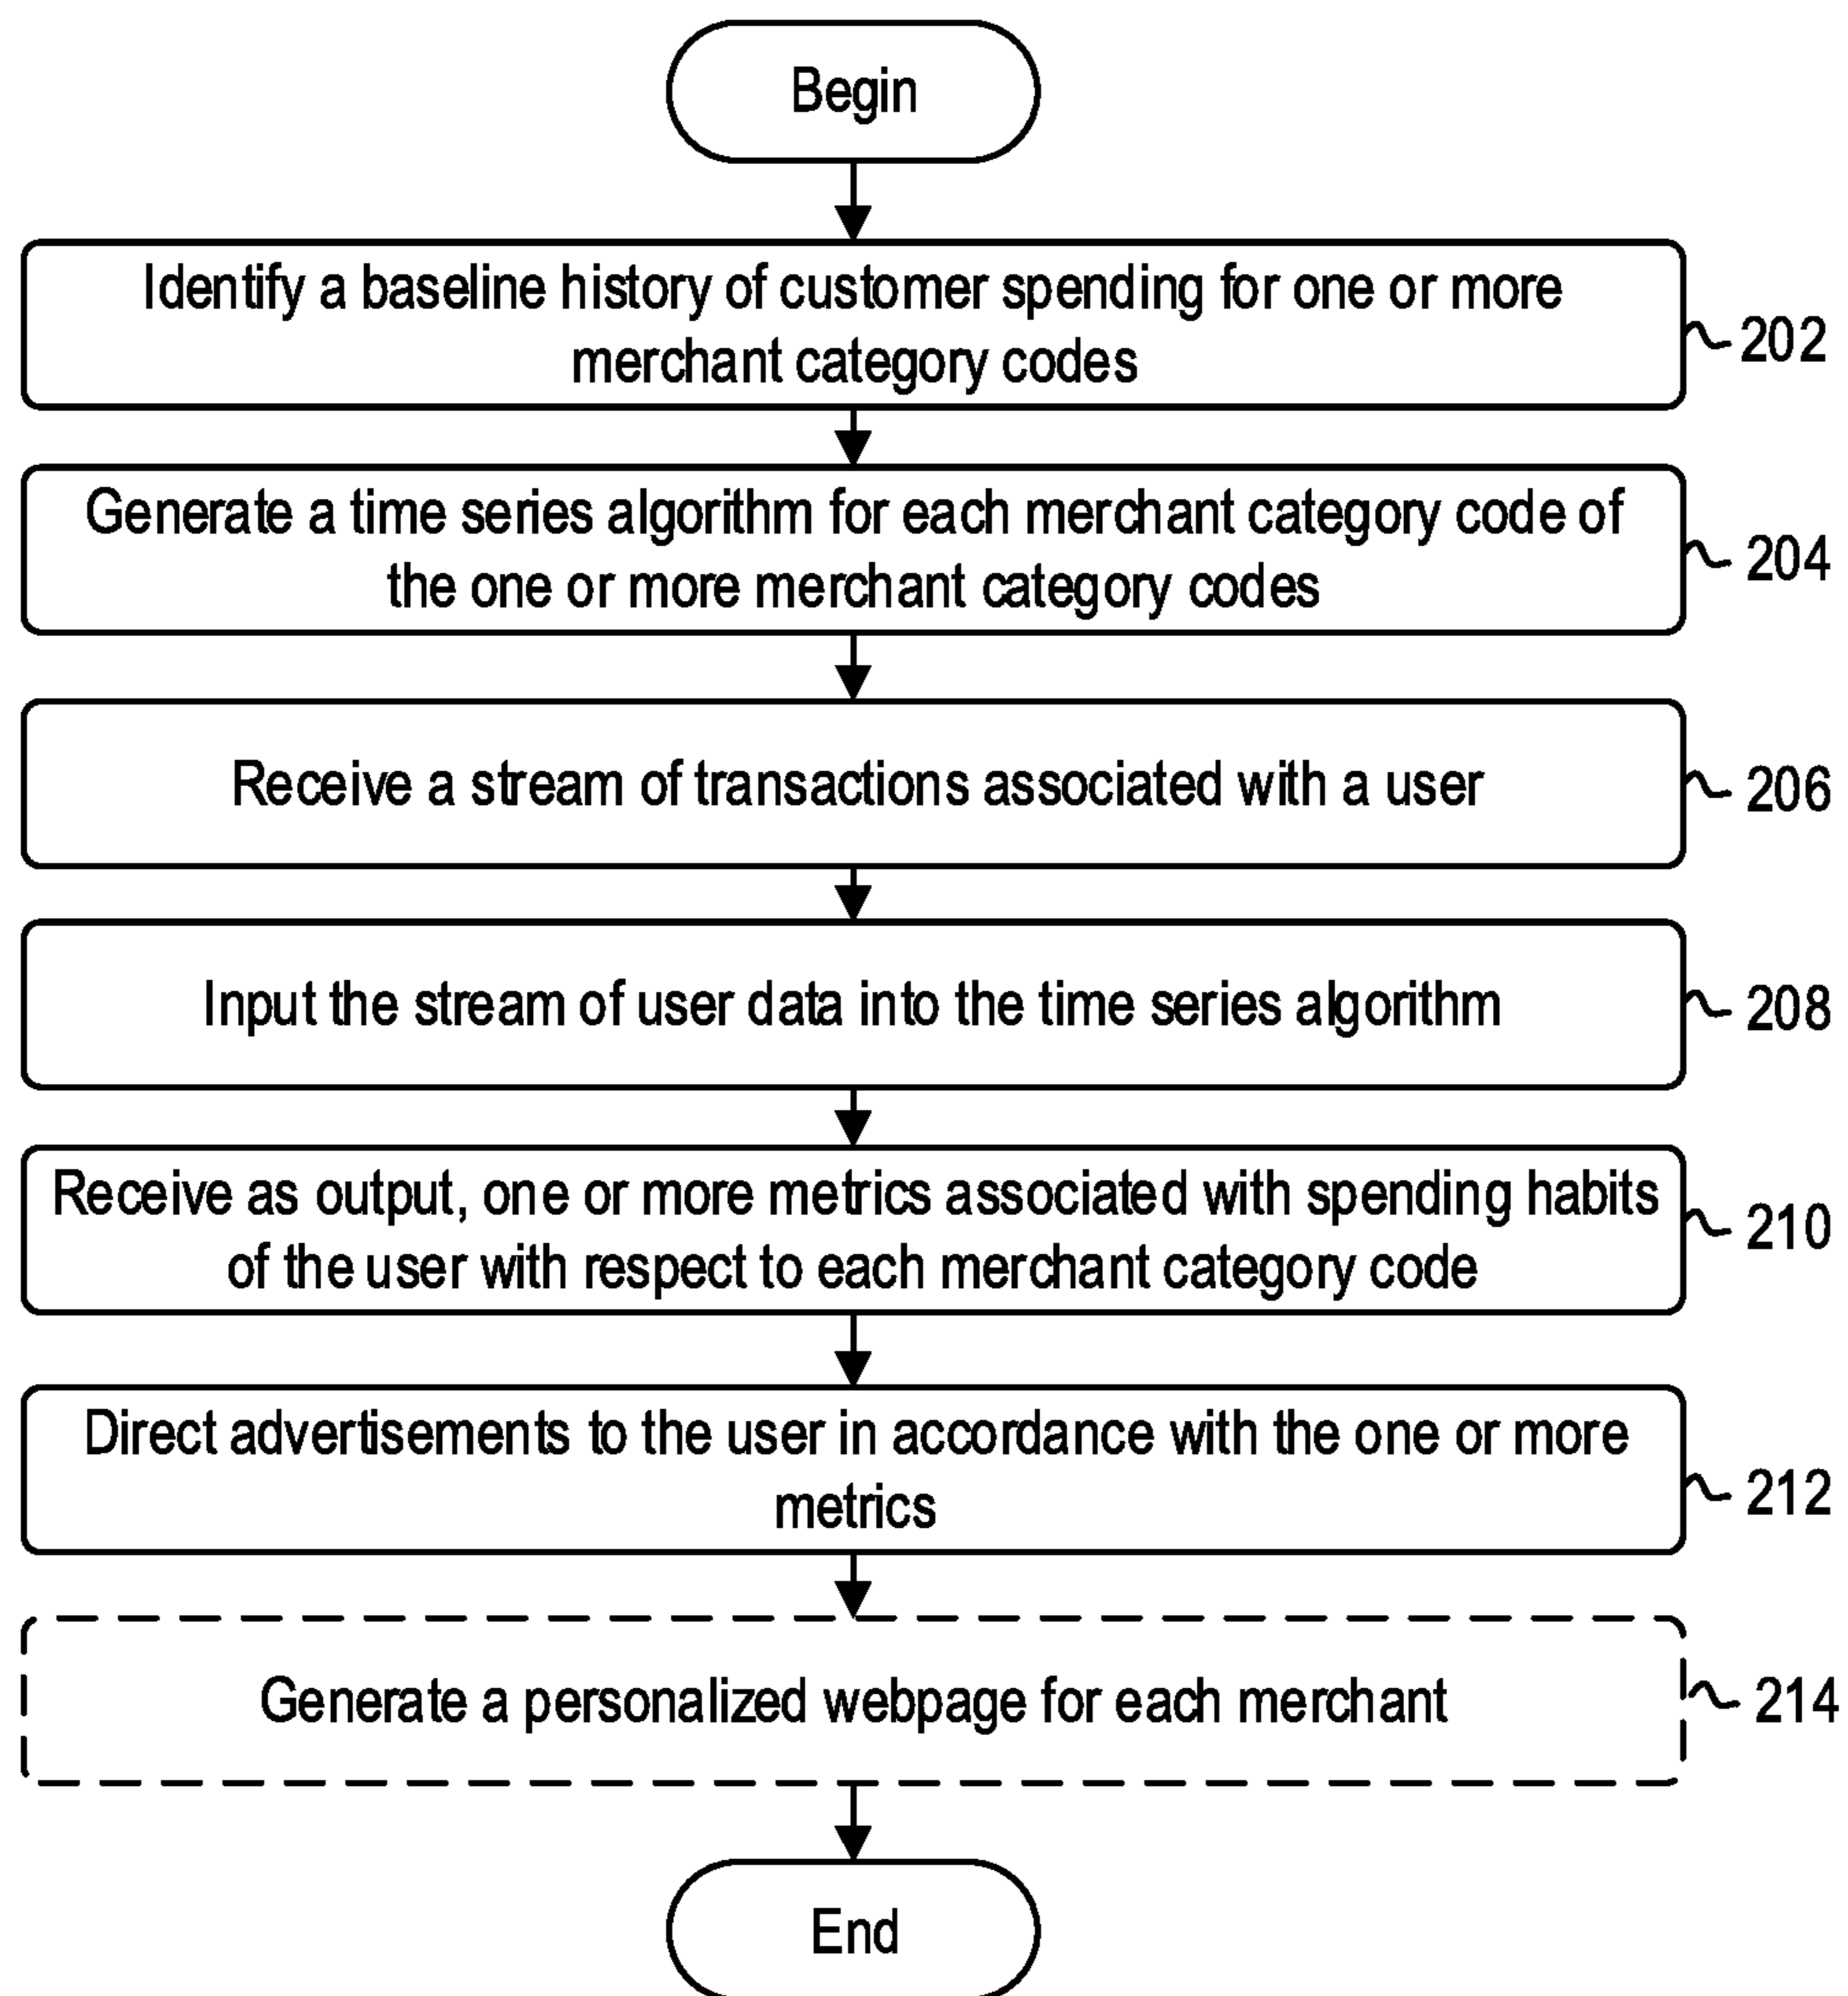 Begin
Identify a baseline history of customer spending for one or more
merchant category codes
202
Generate a time series algorithm for each merchant category code of
the one or more merchant category codes
204
Receive a stream of transactions associated with a user
206
Input the stream of user data into the time series algorithm
208
Receive as output, one or more metrics associated with spending habits
of the user with respect to each merchant category code
210
Direct advertisements to the user in accordance with the one or more
metrics
212
Generate a personalized webpage for each merchant
214
End